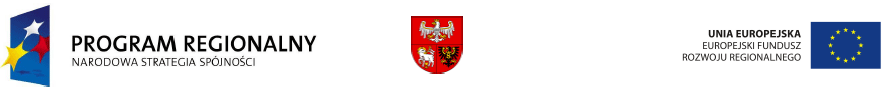 PROGRAM REGIONALNY
NARODOWA STRATEGIA SPÓJNOŚCI
UNIA EUROPEJSKA
EUROPEJSKI FUNDUSZ
ROZWOJU REGIONALNEGO